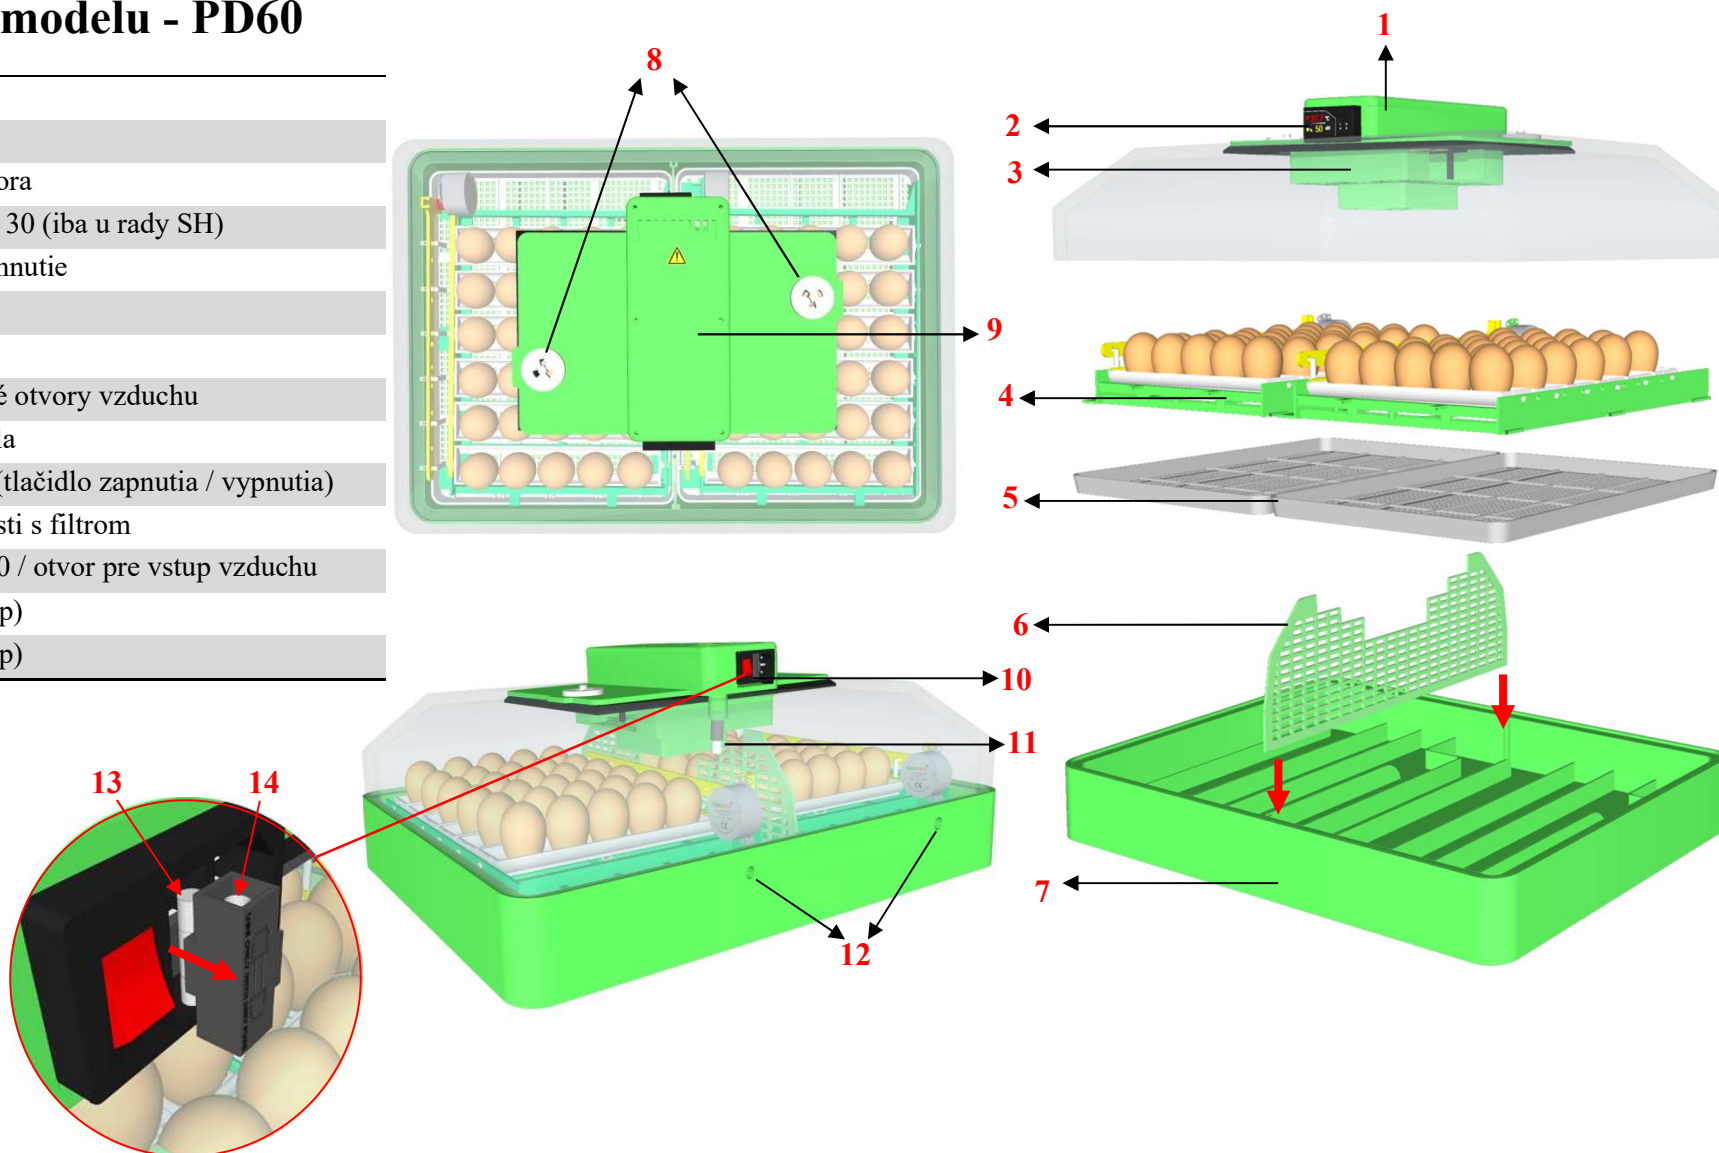 modelu - PD60
ora
30 (iba u rady SH)
hnutie
é otvory vzduchu
la
(tlačidlo zapnutia / vypnutia)
sti s filtrom
0 / otvor pre vstup vzduchu
p)
p)
8
9
1
2
3
4
5
6
7
10
11
12
13
14